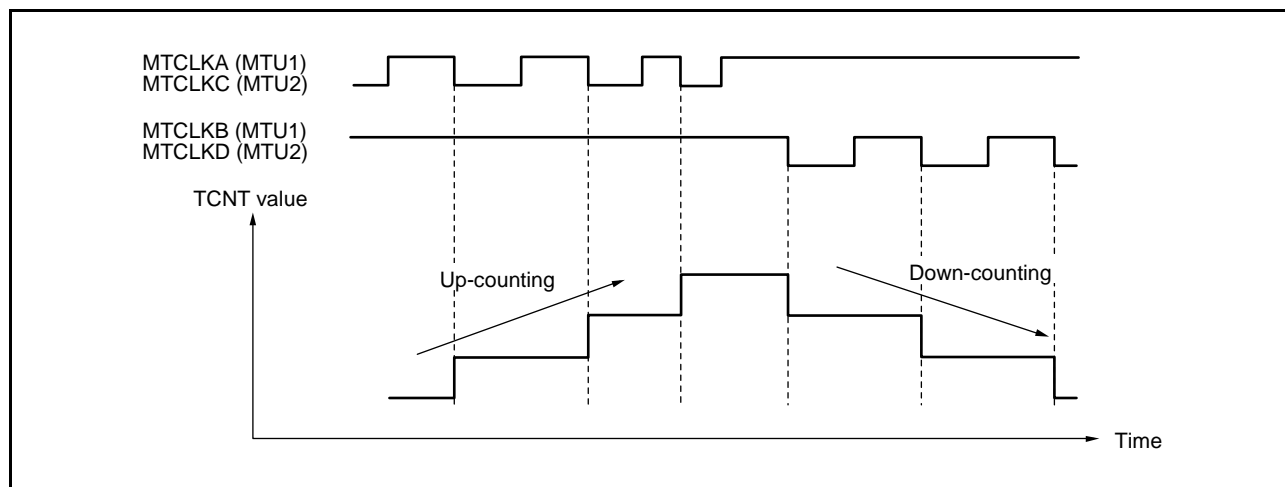 MTCLKA (MTU1)
MTCLKC (MTU2)
MTCLKB (MTU1)
MTCLKD (MTU2)
TCNT value
Up-counting
Down-counting
Time